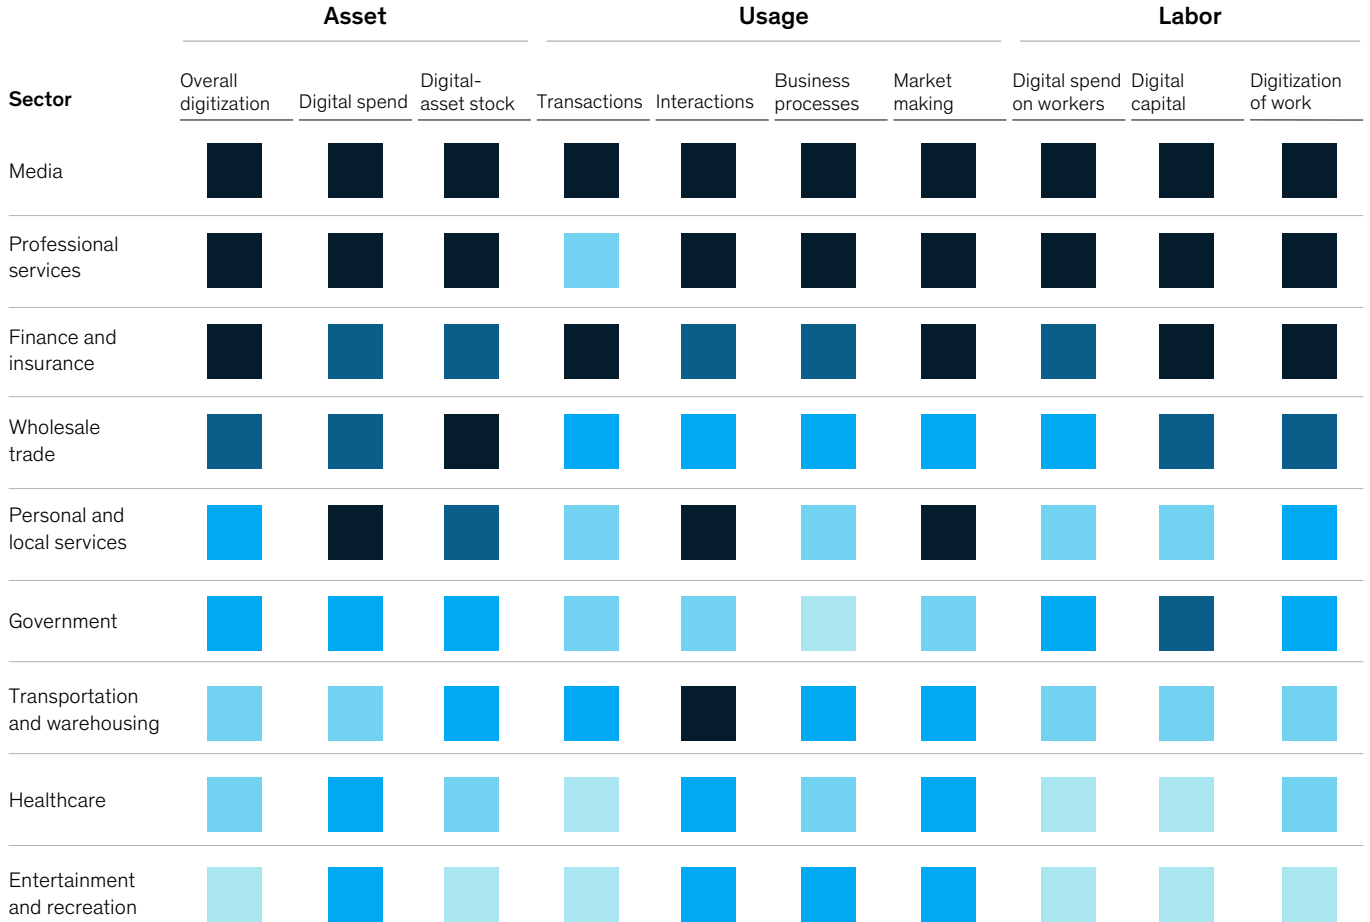 Asset
Usage
Labor
Sector
Overall
digitization
Digital spend
Digital-
asset stock
Transactions
Interactions
Business
processes
Market
making
Digital spend
on workers
Digital
capital
Digitization
of work
Media
Professional
services
Finance and
insurance
Wholesale
trade
Personal and
local services
Government
Transportation
and warehousing
Healthcare
Entertainment
and recreation